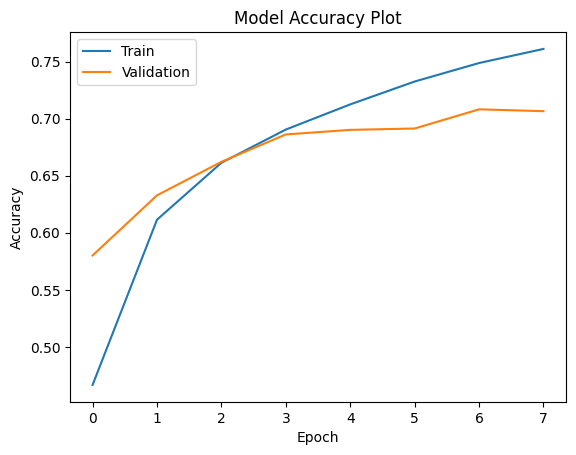 Model Accuracy Plot
Train
Validation
Accuracy
0.75
0.70
0.65
0.60
0.55
0.50
0 1 2 3 4 5 6 7
Epoch